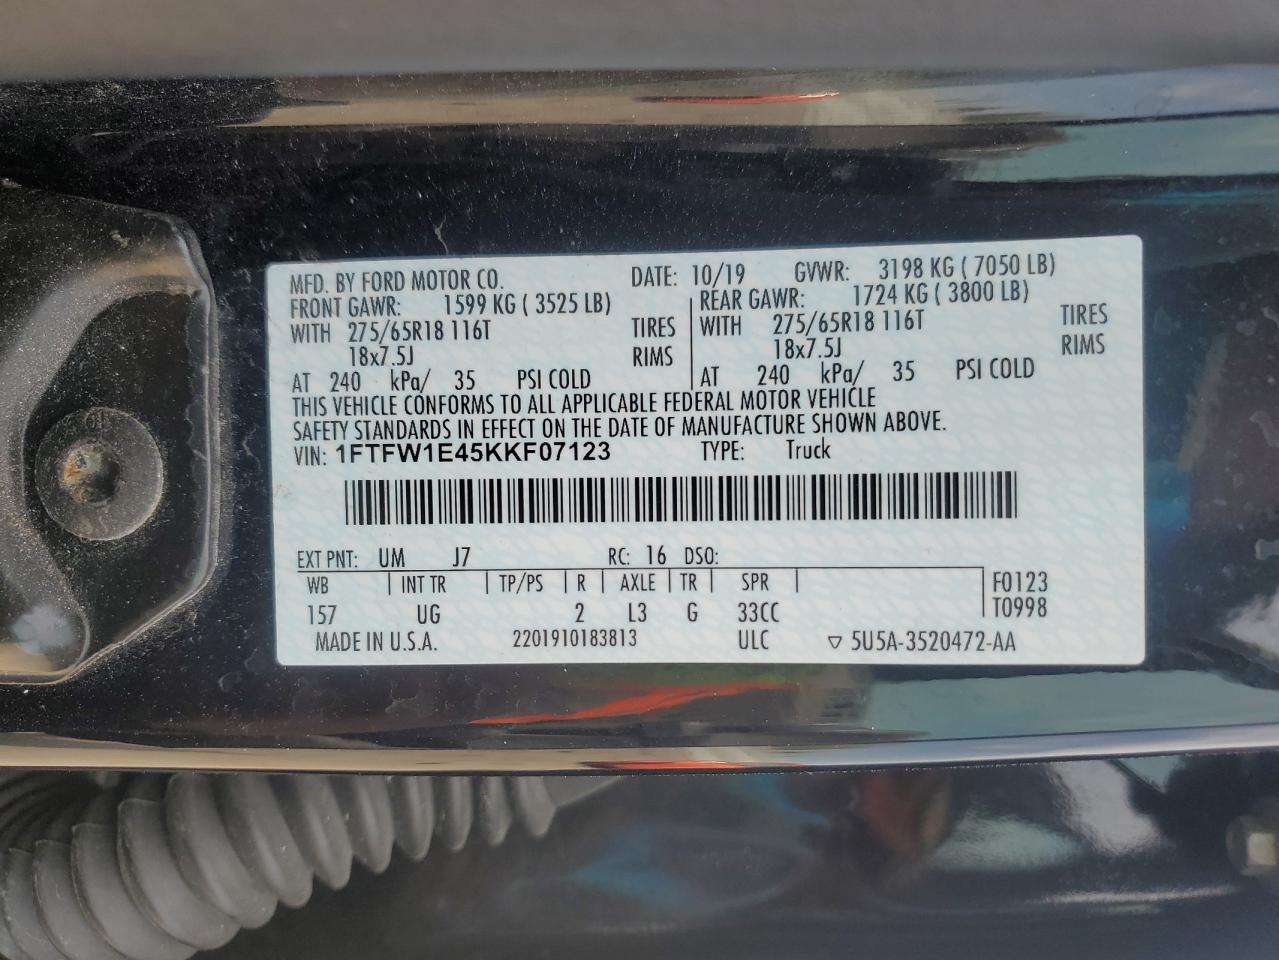 MFD. BY FORD MOTOR CO. DATE: 10/19 GVWR: 3198 KG ( 7050 LB)
FRONT GAWR: 1599 KG ( 3525 LB) REAR GAWR: 1724 KG ( 3800 LB)
WITH 275/65R18 116T TIRES WITH 275/65R18 116T TIRES
18x7.5J RIMS 18x7.5J RIMS
AT 240 kPa/ 35 PSI COLD AT 240 kPa/ 35 PSI COLD
THIS VEHICLE CONFORMS TO ALL APPLICABLE FEDERAL MOTOR VEHICLE
SAFETY STANDARDS IN EFFECT ON THE DATE OF MANUFACTURE SHOWN ABOVE.
VIN: 1FTFW1E45KKF07123 TYPE: Truck
EXT PNT: UM J7 RC: 16 DSO:
WB INT TR TP/PS R AXLE TR SPR F0123
157 UG 2 L3 G 33CC T0998
MADE IN U.S.A. 2201910183813 ULC ▽ 5U5A-3520472-AA